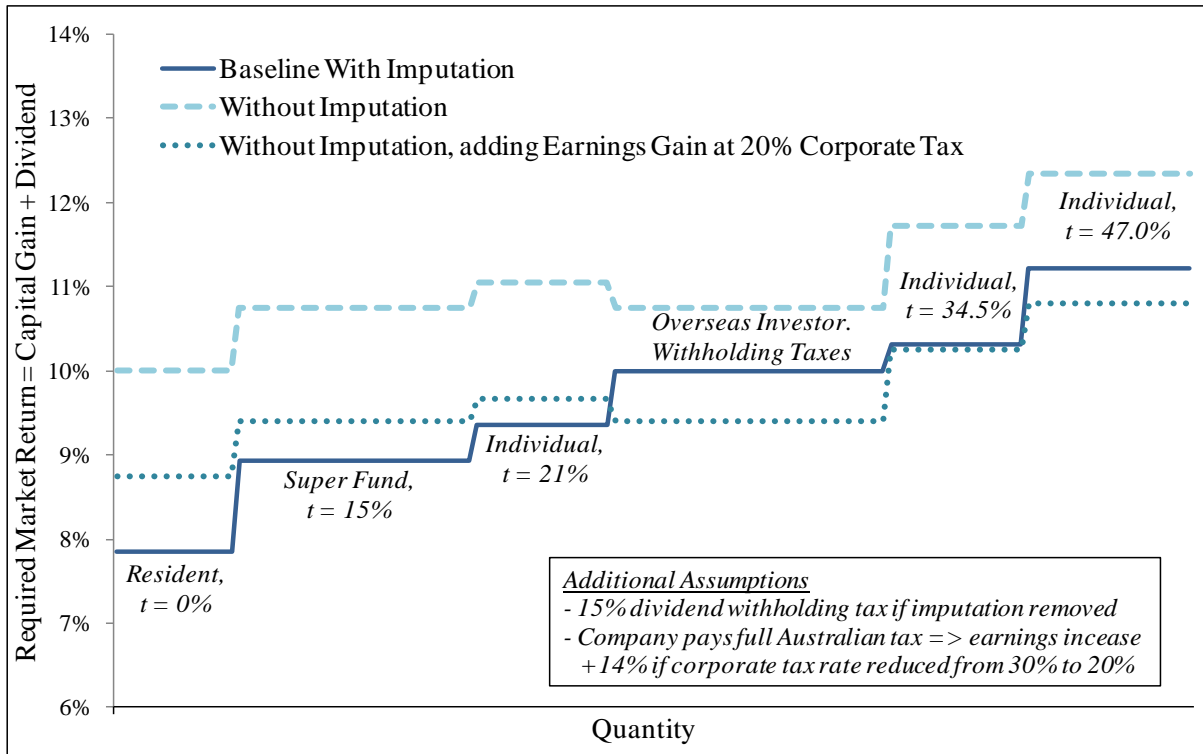 Required Market Return = Capital Gain + Dividend
14%
13%
12%
11%
10%
9%
8%
7%
6%
Baseline With Imputation
Without Imputation
Without Imputation, adding Earnings Gain at 20% Corporate Tax
Resident,
t = 0%
Super Fund,
t = 15%
Individual,
t = 21%
Overseas Investor.
Withholding Taxes
Individual,
t = 34.5%
Individual,
t = 47.0%
Additional Assumptions
- 15% dividend withholding tax if imputation removed
- Company pays full Australian tax => earnings increase
+14% if corporate tax rate reduced from 30% to 20%
Quantity